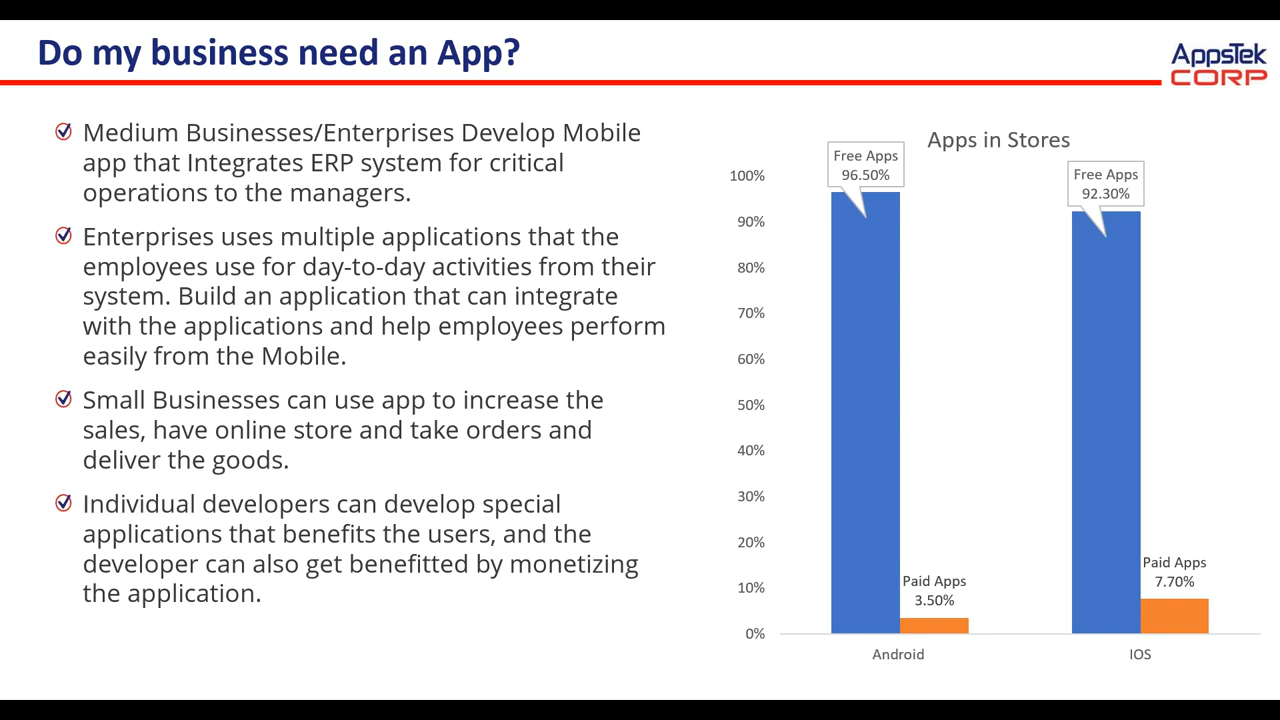 Do my business need an App?
AppsTek
CORP
Medium Businesses/Enterprises Develop Mobile
app that Integrates ERP system for critical
operations to the managers.
Enterprises uses multiple applications that the
employees use for day-to-day activities from their
system. Build an application that can integrate
with the applications and help employees perform
easily from the Mobile.
Small Businesses can use app to increase the
sales, have online store and take orders and
deliver the goods.
Individual developers can develop special
applications that benefits the users, and the
developer can also get benefitted by monetizing
the application.
Apps in Stores
Free Apps
96.50%
Free Apps
92.30%
100%
90%
80%
70%
60%
50%
40%
30%
20%
10%
0%
Paid Apps
3.50%
Paid Apps
7.70%
Android
IOS